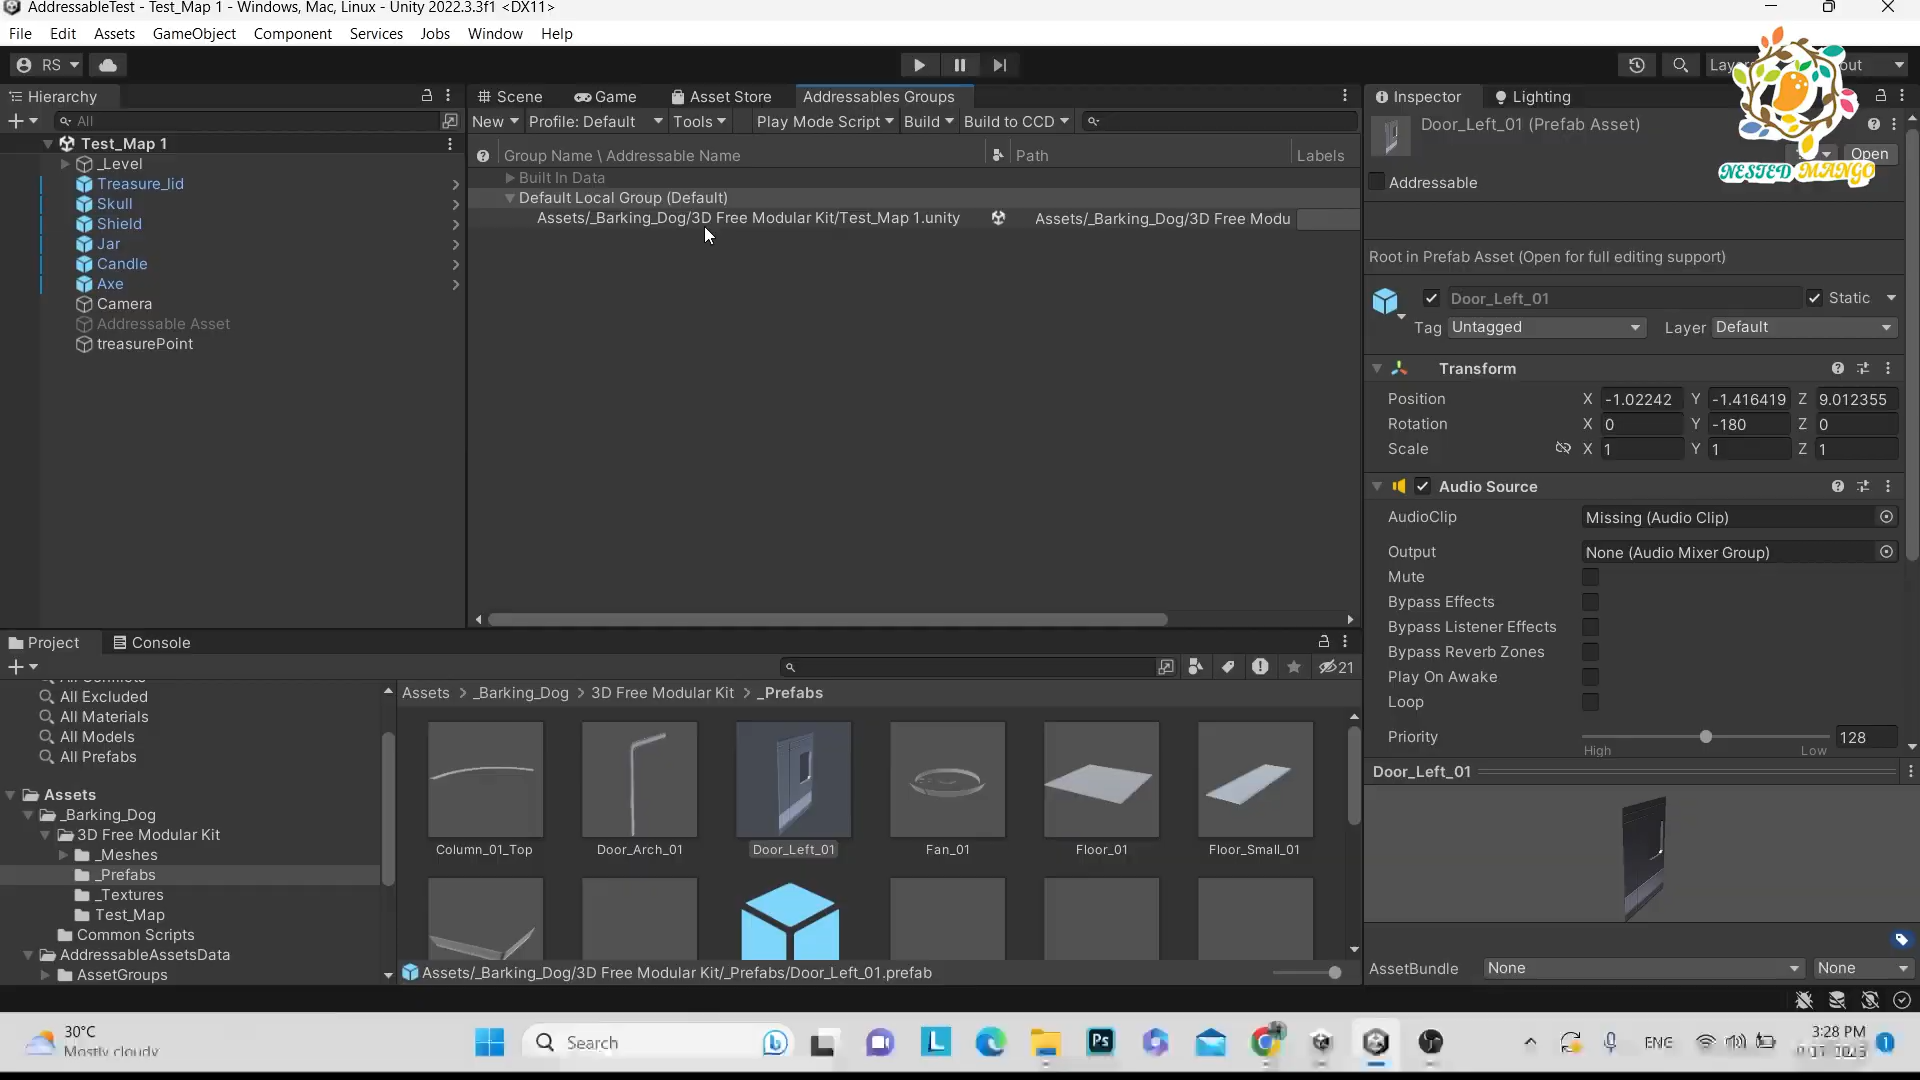 AddressableTest - Test_Map 1 - Windows, Mac, Linux - Unity 2022.3.3f1 <DX11>
File Edit Assets GameObject Component Services Jobs Window Help
RS
NESTED MANGO
Hierarchy
All
Test_Map 1
_Level
Treasure_lid
Skull
Shield
Jar
Candle
Axe
Camera
Addressable Asset
treasurePoint
Scene Game Asset Store Addressables Groups
New Profile: Default Tools Play Mode Script Build Build to CCD
Group Name \ Addressable Name Path Labels
Built In Data
Default Local Group (Default)
Assets/_Barking_Dog/3D Free Modular Kit/Test_Map 1.unity Assets/_Barking_Dog/3D Free Modu
Inspector Lighting
Door_Left_01 (Prefab Asset)
Open
Addressable
Root in Prefab Asset (Open for full editing support)
Door_Left_01 Static
Tag Untagged Layer Default
Transform
Position X -1.02242 Y -1.416419 Z 9.012355
Rotation X 0 Y -180 Z 0
Scale X 1 Y 1 Z 1
Audio Source
AudioClip Missing (Audio Clip)
Output None (Audio Mixer Group)
Mute
Bypass Effects
Bypass Listener Effects
Bypass Reverb Zones
Play On Awake
Loop
Priority 128
High Low
Door_Left_01
AssetBundle None None
Project Console
21
All Excluded
All Materials
All Models
All Prefabs
Assets
_Barking_Dog
3D Free Modular Kit
_Meshes
_Prefabs
_Textures
Test_Map
Common Scripts
AddressableAssetsData
AssetGroups
Assets > _Barking_Dog > 3D Free Modular Kit > _Prefabs
Column_01_Top Door_Arch_01 Door_Left_01 Fan_01 Floor_01 Floor_Small_01
Assets/_Barking_Dog/3D Free Modular Kit/_Prefabs/Door_Left_01.prefab
30°C
Mostly cloudy
Search
Ps
ENG
3:28 PM
1